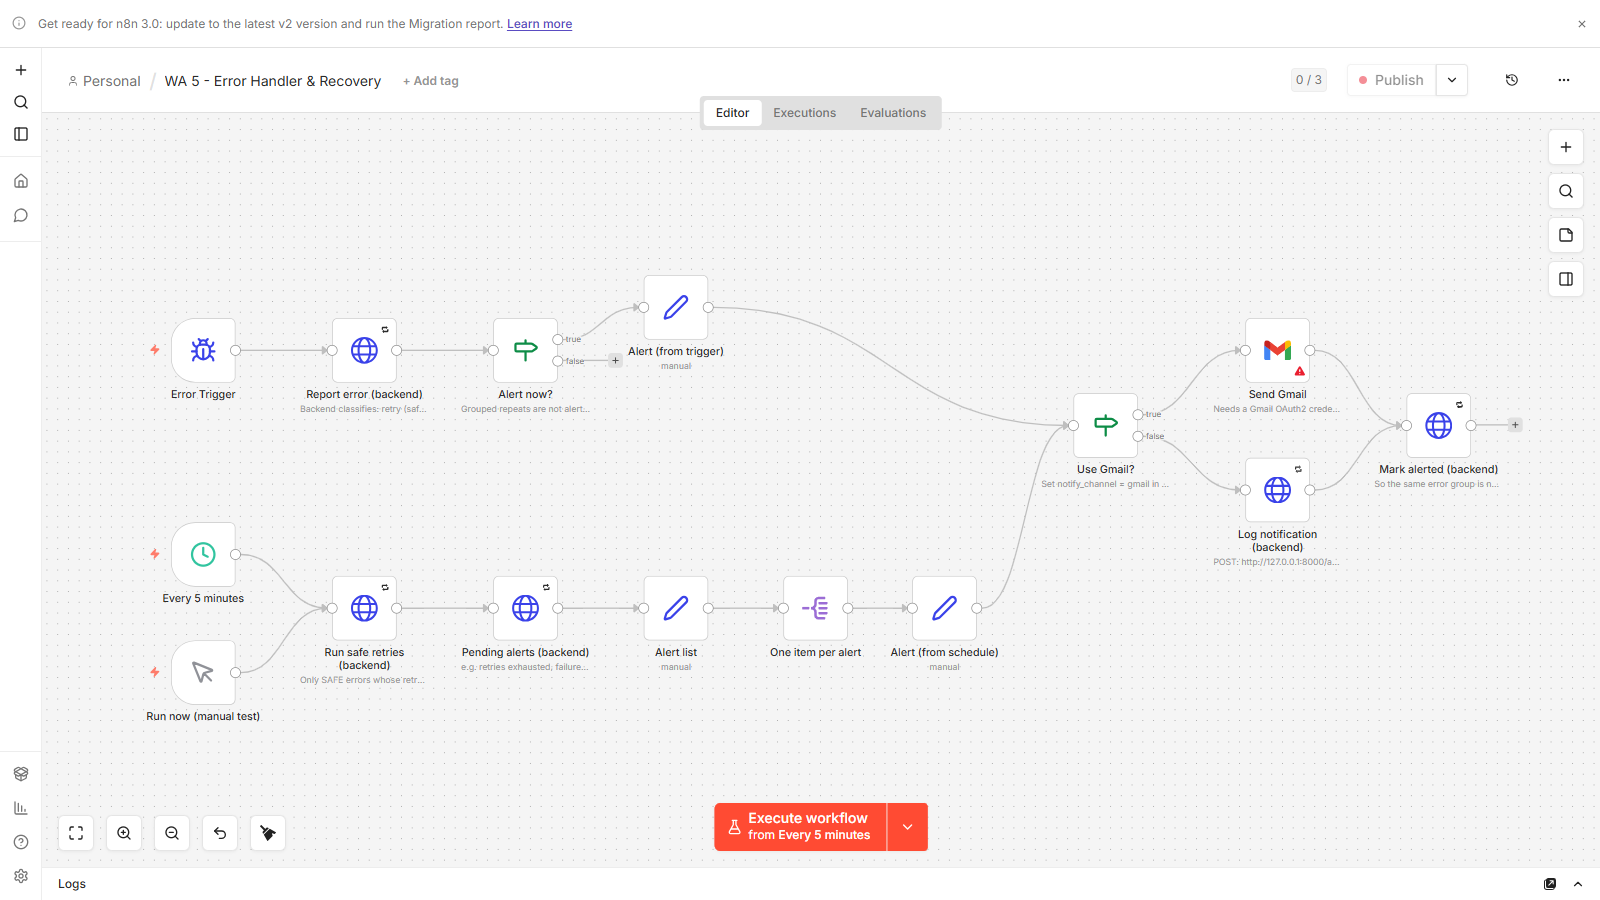 Get ready for n8n 3.0: update to the latest v2 version and run the Migration report. Learn more
Personal / WA 5 - Error Handler & Recovery + Add tag
0 / 3
Publish
Editor
Executions
Evaluations
Error Trigger
Report error (backend)
Backend classifies: retry (saf...
Alert now?
Grouped repeats are not alert...
true
false
Alert (from trigger)
manual
Every 5 minutes
Run now (manual test)
Run safe retries
(backend)
Only SAFE errors whose retr...
Pending alerts (backend)
e.g. retries exhausted, failure...
Alert list
manual
One item per alert
Alert (from schedule)
manual
Use Gmail?
Set notify_channel = gmail in ...
true
false
Send Gmail
Needs a Gmail OAuth2 crede...
Log notification
(backend)
POST: http://127.0.0.1:8000/a...
Mark alerted (backend)
So the same error group is n...
Execute workflow
from Every 5 minutes
Logs